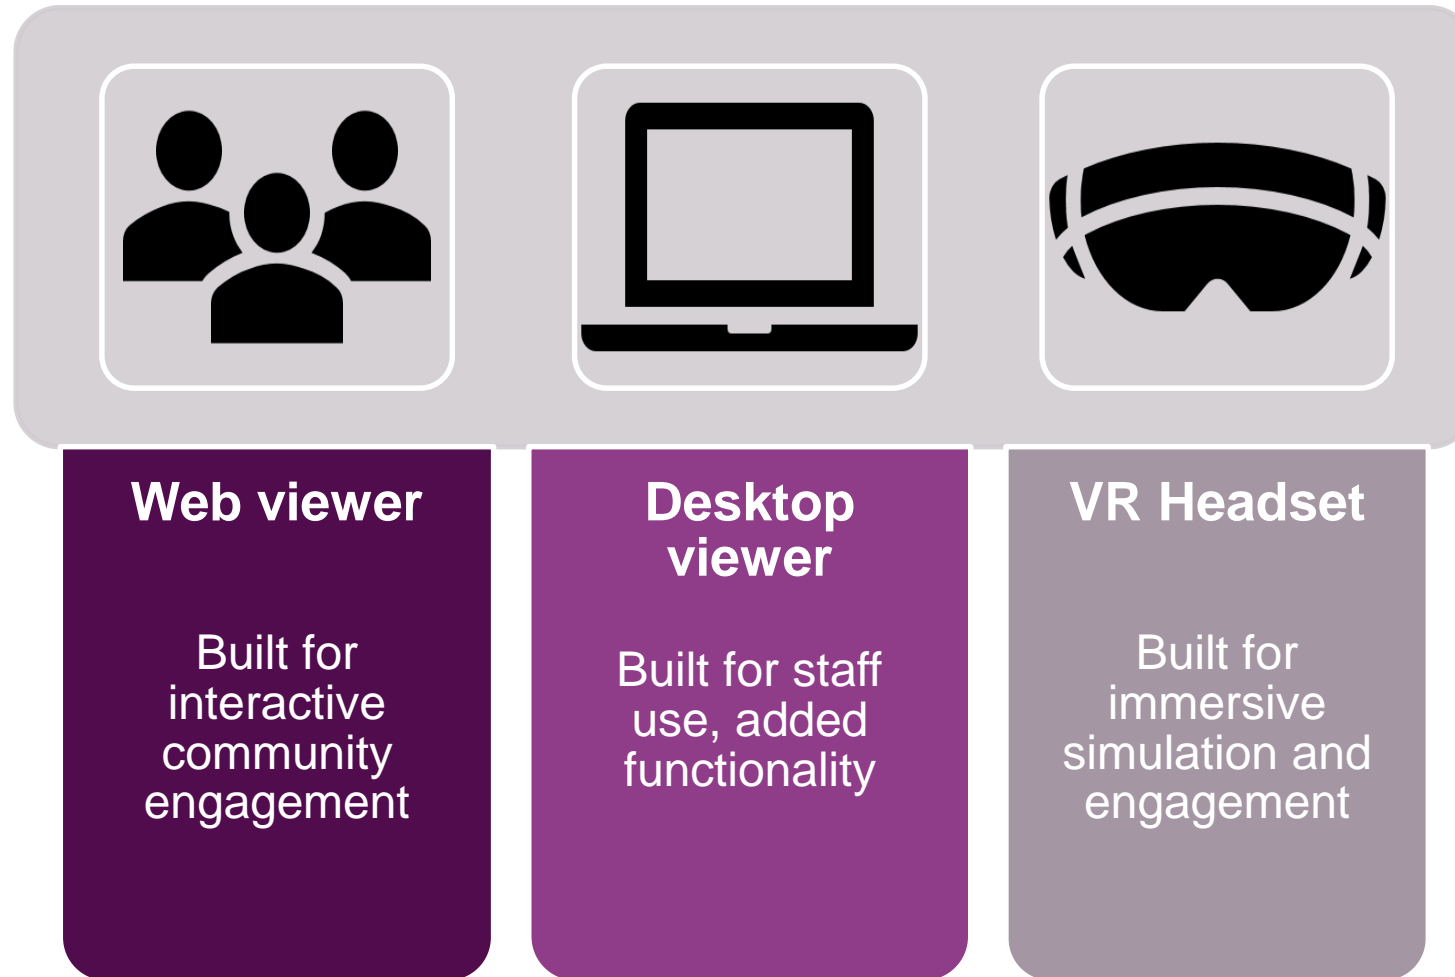 Web viewer
Built for
interactive
community
engagement
Desktop
viewer
Built for staff
use, added
functionality
VR Headset
Built for
immersive
simulation and
engagement